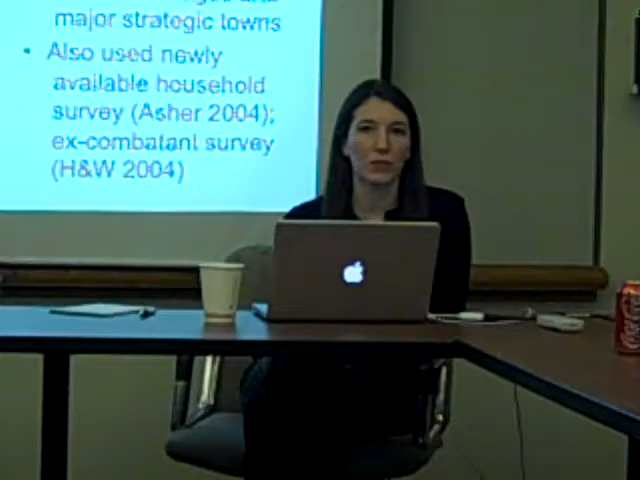 major strategic towns
• Also used newly
available household
survey (Asher 2004);
ex-combatant survey
(H&W 2004)